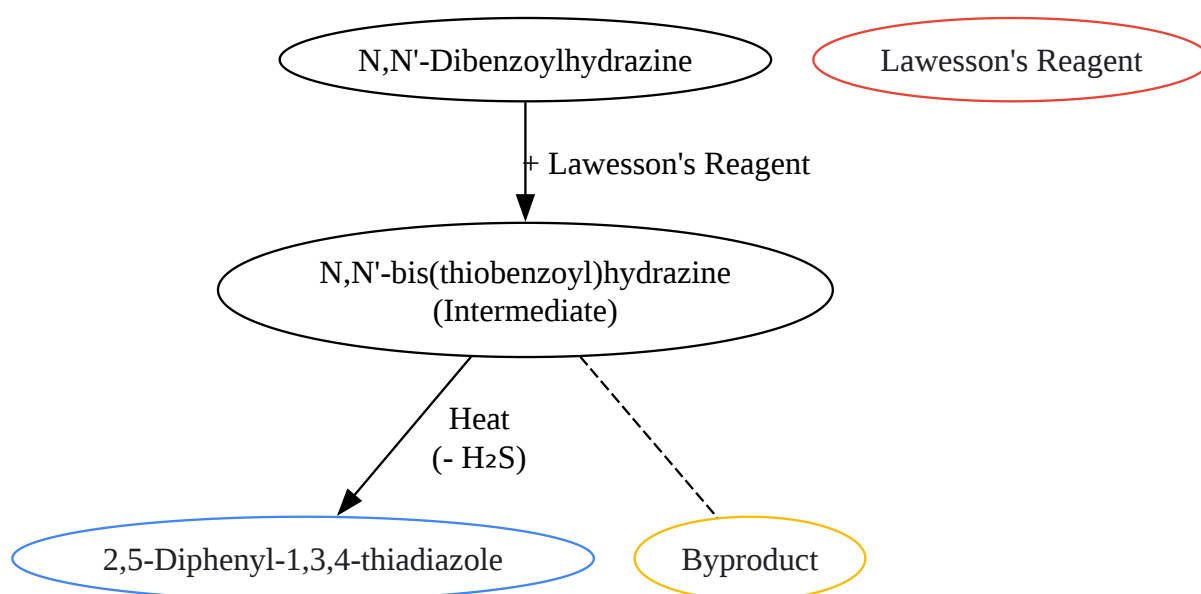 N,N'-Dibenzoylhydrazine
Lawesson's Reagent
+ Lawesson's Reagent
N,N'-bis(thiobenzoyl)hydrazine
(Intermediate)
Heat
(- H₂S)
2,5-Diphenyl-1,3,4-thiadiazole
Byproduct